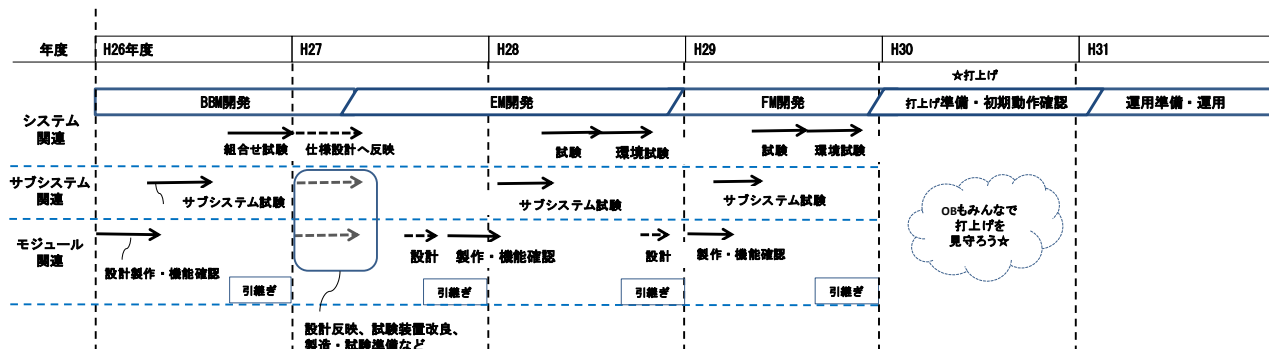 年度 H26年度 H27 H28 H29 H30 H31
☆打上げ
BBM開発 EM開発 FM開発 打上げ準備・初期動作確認 運用準備・運用
システム
関連
組合せ試験 仕様設計へ反映 試験 環境試験 試験 環境試験
サブシステム
関連
サブシステム試験 サブシステム試験 サブシステム試験
OBもみんなで
打上げを
見守ろう☆
モジュール
関連
設計製作・機能確認 設計 製作・機能確認 設計 製作・機能確認
引継ぎ 引継ぎ 引継ぎ 引継ぎ
設計反映、試験装置改良、
製造・試験準備など